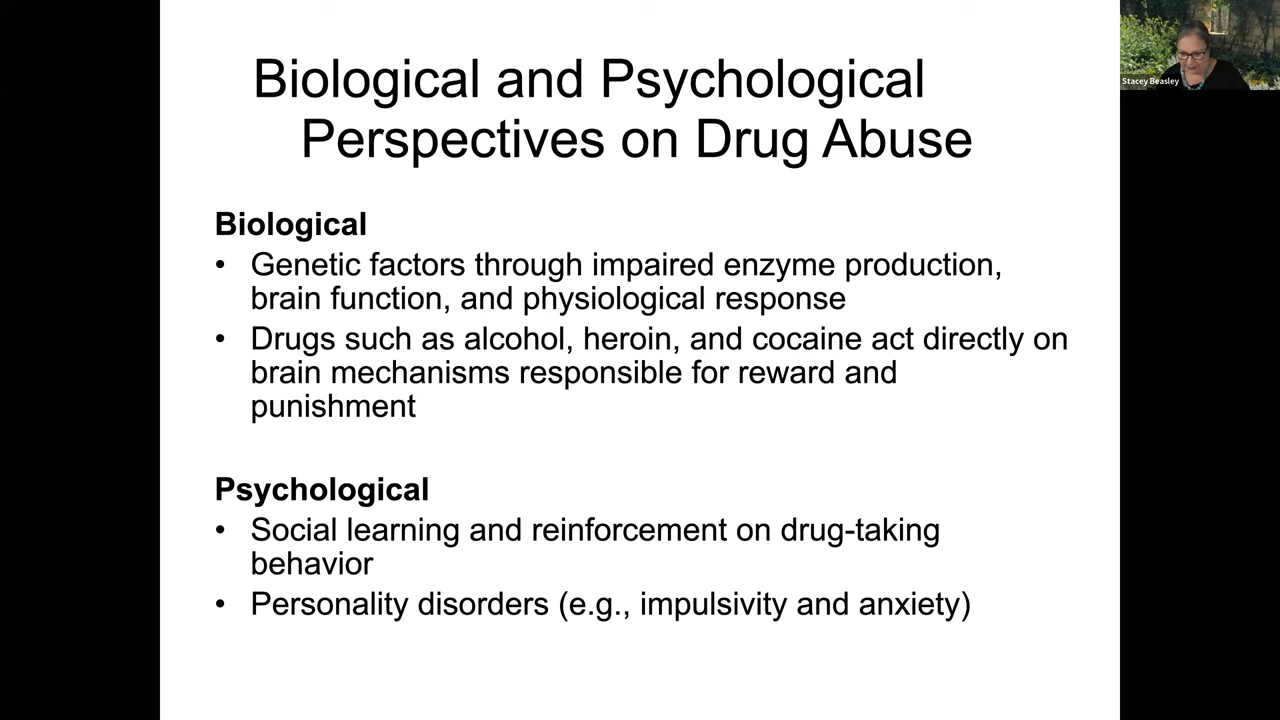 Biological and Psychological
Perspectives on Drug Abuse
Stacey Beasley
Biological
• Genetic factors through impaired enzyme production,
brain function, and physiological response
• Drugs such as alcohol, heroin, and cocaine act directly on
brain mechanisms responsible for reward and
punishment
Psychological
• Social learning and reinforcement on drug-taking
behavior
• Personality disorders (e.g., impulsivity and anxiety)